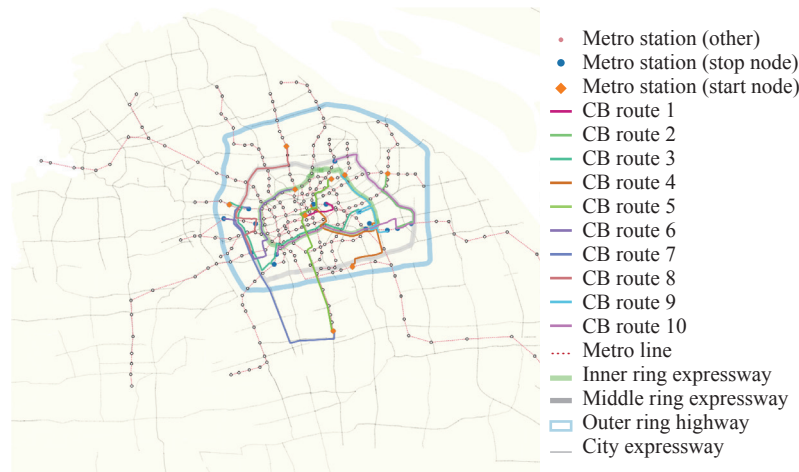 Metro station (other)
Metro station (stop node)
Metro station (start node)
CB route 1
CB route 2
CB route 3
CB route 4
CB route 5
CB route 6
CB route 7
CB route 8
CB route 9
CB route 10
Metro line
Inner ring expressway
Middle ring expressway
Outer ring highway
City expressway